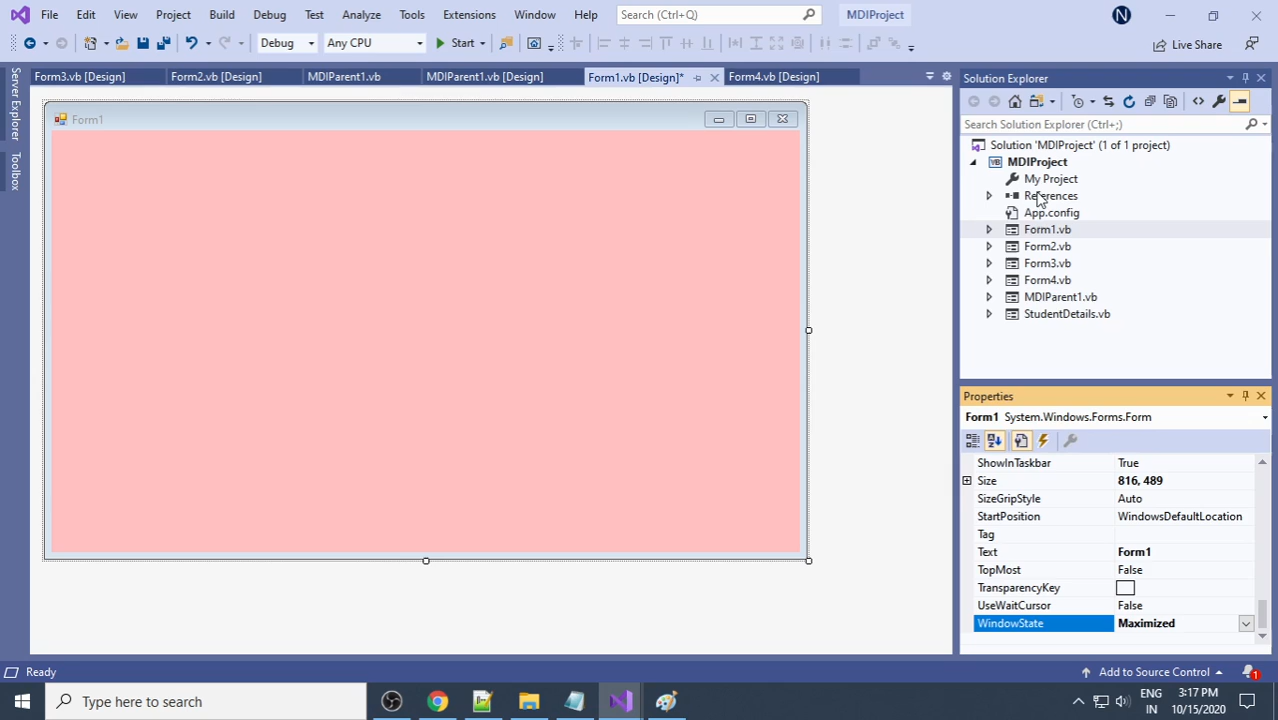 File Edit View Project Build Debug Test Analyze Tools Extensions Window Help Search (Ctrl+Q) MDIProject N
Debug Any CPU Start Live Share
Form3.vb [Design] Form2.vb [Design] MDIParent1.vb MDIParent1.vb [Design] Form1.vb [Design]* Form4.vb [Design]
Server Explorer
Toolbox
Form1
Solution Explorer
Search Solution Explorer (Ctrl+;)
Solution 'MDIProject' (1 of 1 project)
VB MDIProject
My Project
References
App.config
Form1.vb
Form2.vb
Form3.vb
Form4.vb
MDIParent1.vb
StudentDetails.vb
Properties
Form1 System.Windows.Forms.Form
ShowInTaskbar True
Size 816, 489
SizeGripStyle Auto
StartPosition WindowsDefaultLocation
Tag
Text Form1
TopMost False
TransparencyKey
UseWaitCursor False
WindowState Maximized
Ready Add to Source Control 1
Type here to search ENG IN 3:17 PM 10/15/2020